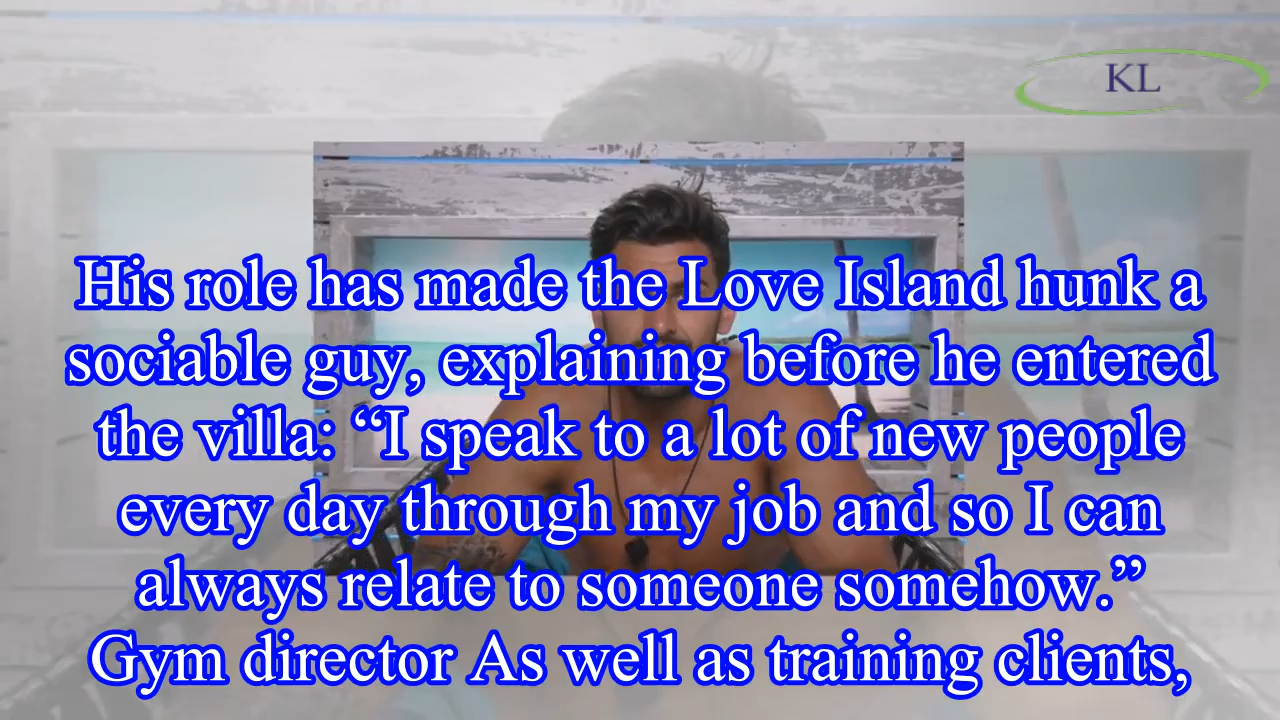 KL
His role has made the Love Island hunk a
sociable guy, explaining before he entered
the villa: “I speak to a lot of new people
every day through my job and so I can
always relate to someone somehow.”
Gym director As well as training clients,